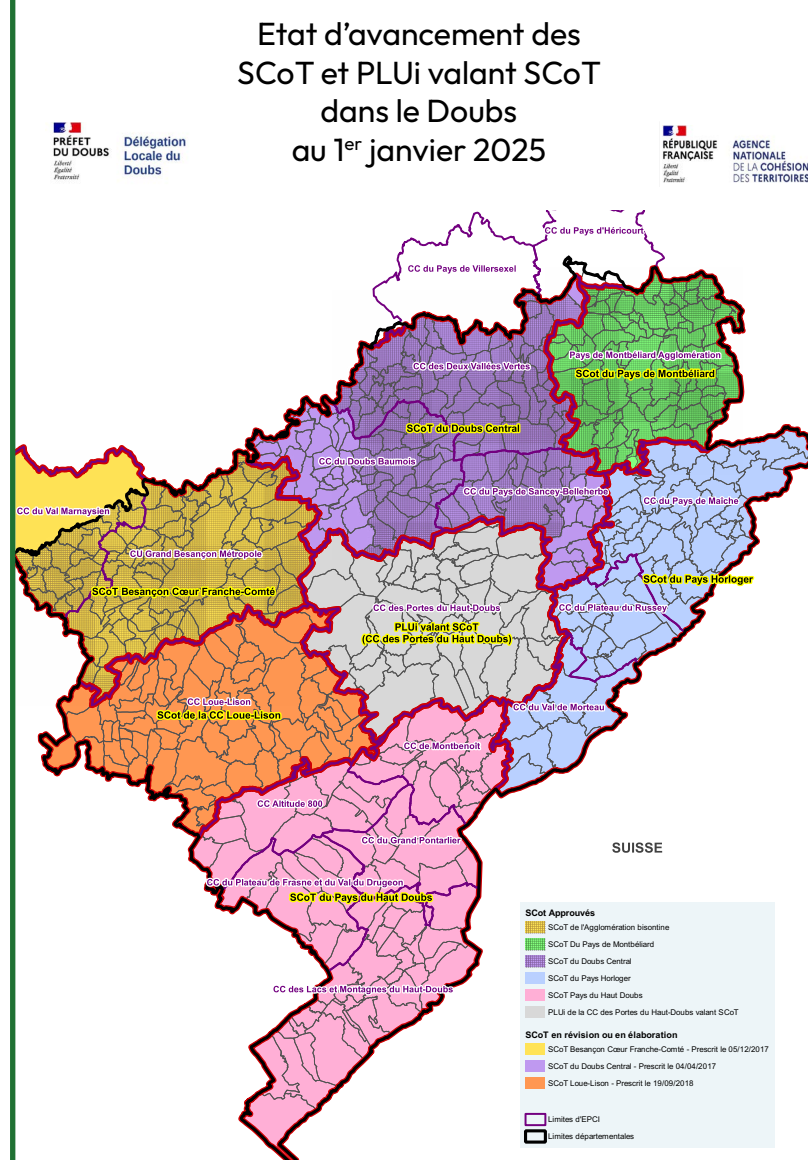 Etat d'avancement des
SCoT et PLUi valant SCoT
dans le Doubs
au 1er janvier 2025
PRÉFET
DU DOUBS
Liberté
Égalité
Fraternité
Délégation
Locale du
Doubs
RÉPUBLIQUE
FRANÇAISE
Liberté
Égalité
Fraternité
AGENCE
NATIONALE
DE LA COHÉSION
DES TERRITOIRES
CC du Pays d'Héricourt
CC du Pays de Villersexel
Pays de Montbéliard Agglomération
SCot du Pays de Montbéliard
CC des Deux Vallées Vertes
SCoT du Doubs Central
CC du Doubs Baumois
CC du Pays de Sancey-Belleherbe
CC du Pays de Maîche
CC du Val Marnaysien
CU Grand Besançon Métropole
SCoT Besançon Cœur Franche-Comté
SCot du Pays Horloger
CC du Plateau du Russey
CC des Portes du Haut-Doubs
PLUi valant SCoT
(CC des Portes du Haut Doubs)
CC Loue-Lison
SCot de la CC Loue-Lison
CC du Val de Morteau
CC de Montbenoît
CC Altitude 800
CC du Grand Pontarlier
SUISSE
CC du Plateau de Frasne et du Val du Drugeon
SCoT du Pays du Haut Doubs
CC des Lacs et Montagnes du Haut-Doubs
SCot Approuvés
SCoT de l'Agglomération bisontine
SCoT Du Pays de Montbéliard
SCoT du Doubs Central
SCoT du Pays Horloger
SCoT Pays du Haut Doubs
PLUi de la CC des Portes du Haut-Doubs valant SCoT
SCoT en révision ou en élaboration
SCoT Besançon Cœur Franche-Comté - Prescrit le 05/12/2017
SCoT du Doubs Central - Prescrit le 04/04/2017
SCoT Loue-Lison - Prescrit le 19/09/2018
Limites d'EPCI
Limites départementales